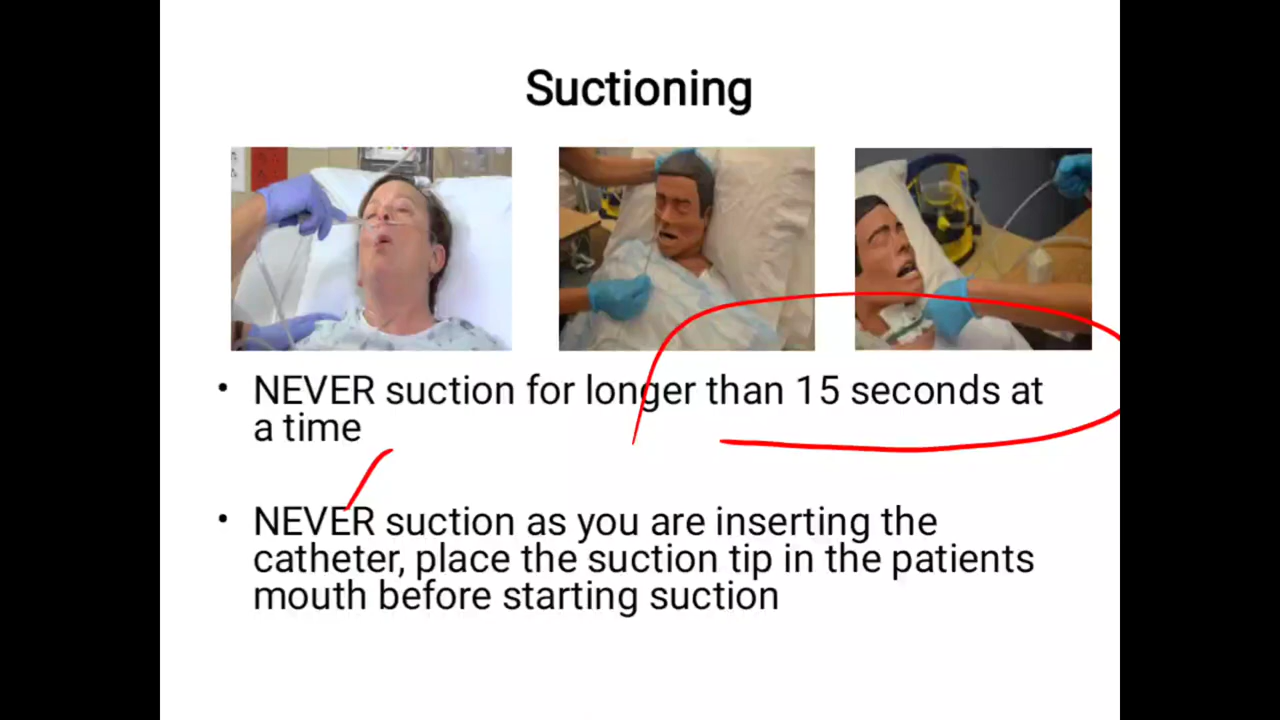 Suctioning
• NEVER suction for longer than 15 seconds at
a time
• NEVER suction as you are inserting the
catheter, place the suction tip in the patients
mouth before starting suction